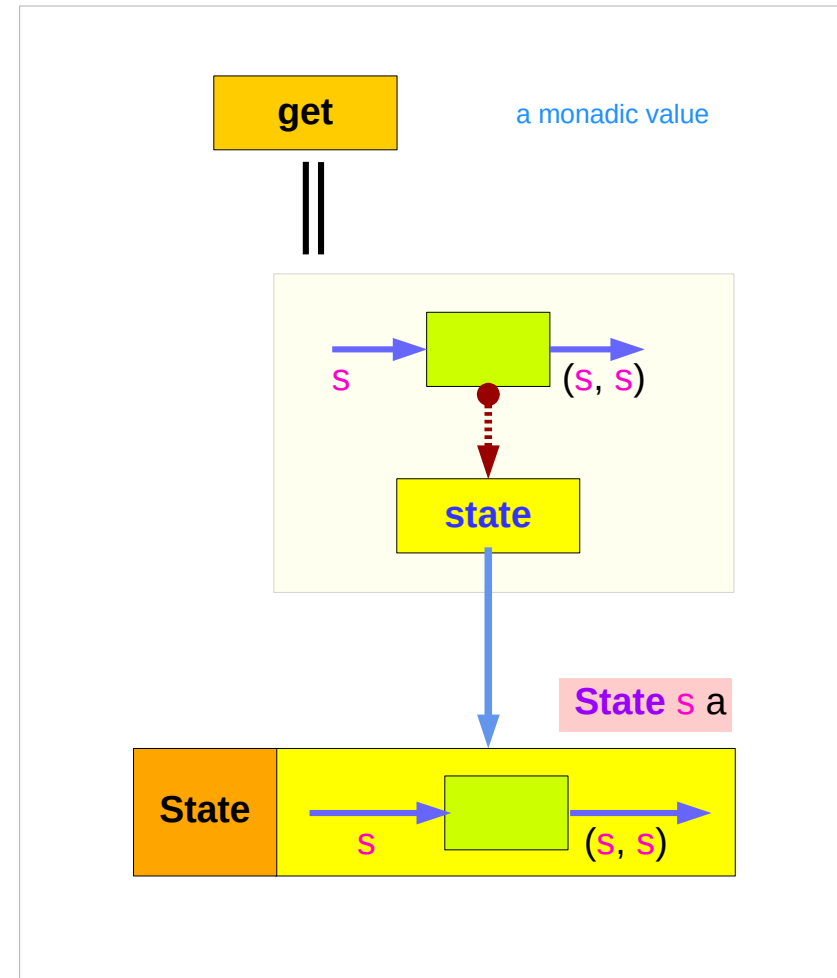 get
a monadic value
s
(s, s)
state
State s a
State
s
(s, s)